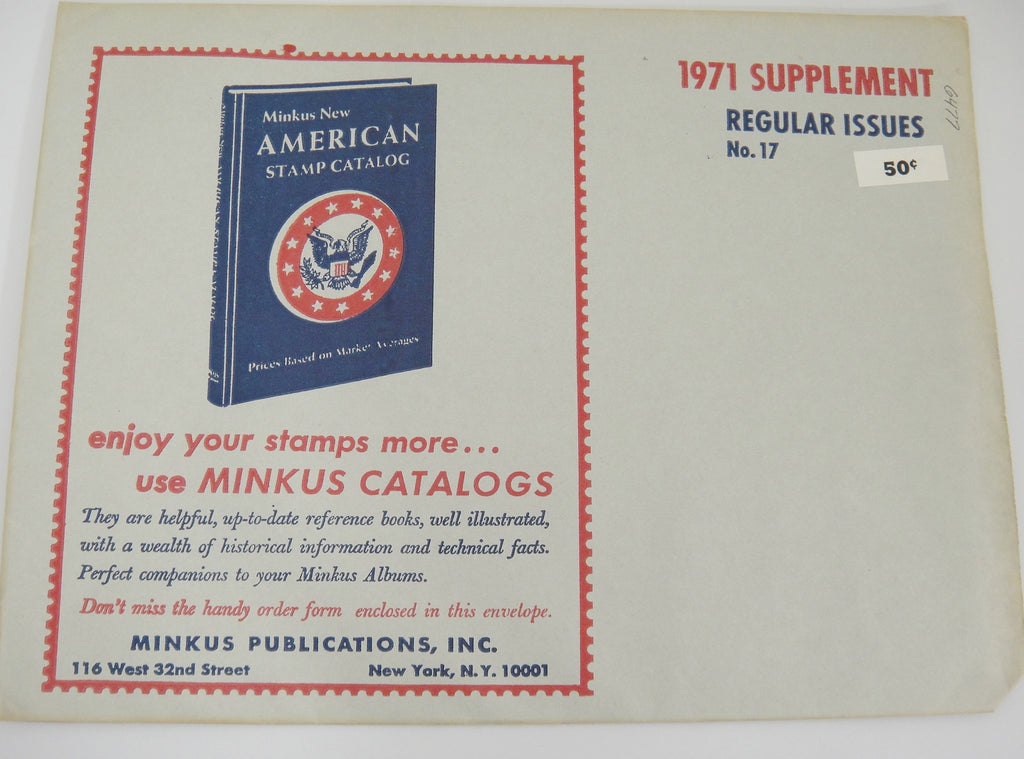 Minkus New
AMERICAN
STAMP CATALOG
Prices Based on Market Averages
enjoy your stamps more...
use MINKUS CATALOGS
They are helpful, up-to-date reference books, well illustrated,
with a wealth of historical information and technical facts.
Perfect companions to your Minkus Albums.
Don't miss the handy order form enclosed in this envelope.
MINKUS PUBLICATIONS, INC.
116 West 32nd Street New York, N.Y. 10001
1971 SUPPLEMENT
REGULAR ISSUES
No. 17
50¢